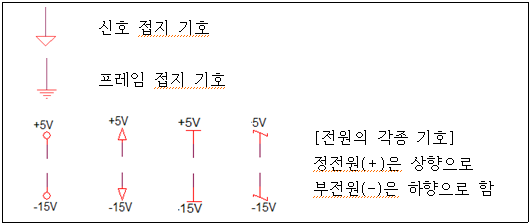 신호 접지 기호
프레임 접지 기호
+5V +5V +5V 5V
[전원의 각종 기호]
정전원(+)은 상향으로
부전원(-)은 하향으로 함
-15V -15V -15V -15V